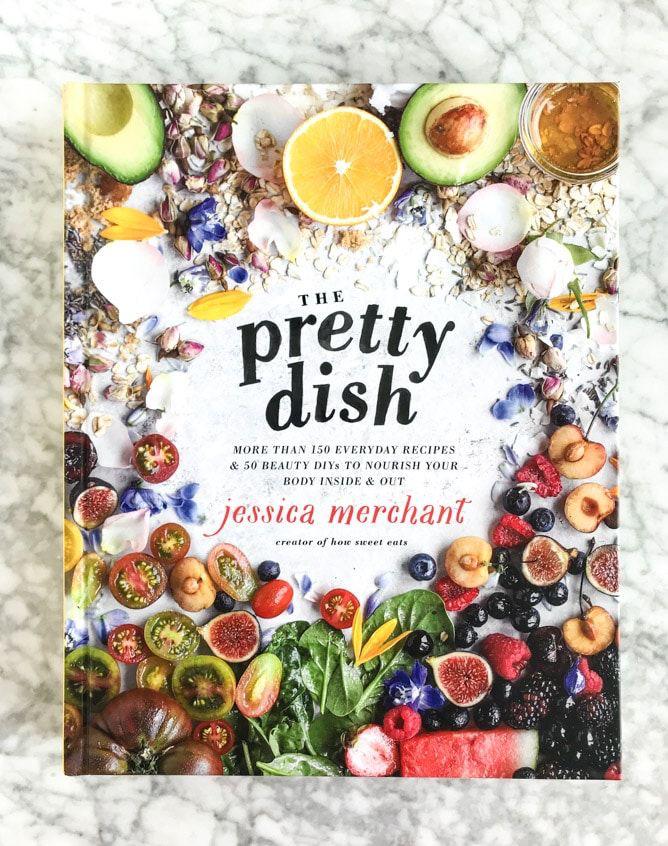 THE
pretty
dish
MORE THAN 150 EVERYDAY RECIPES
& 50 BEAUTY DIYs TO NOURISH YOUR
BODY INSIDE & OUT
jessica merchant
creator of how sweet eats